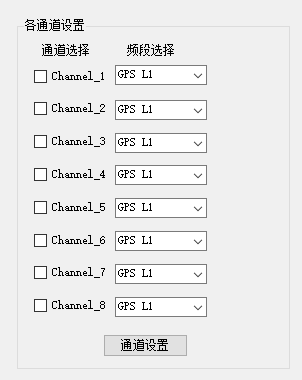 各通道设置
通道选择 频段选择
Channel_1 GPS L1
Channel_2 GPS L1
Channel_3 GPS L1
Channel_4 GPS L1
Channel_5 GPS L1
Channel_6 GPS L1
Channel_7 GPS L1
Channel_8 GPS L1
通道设置